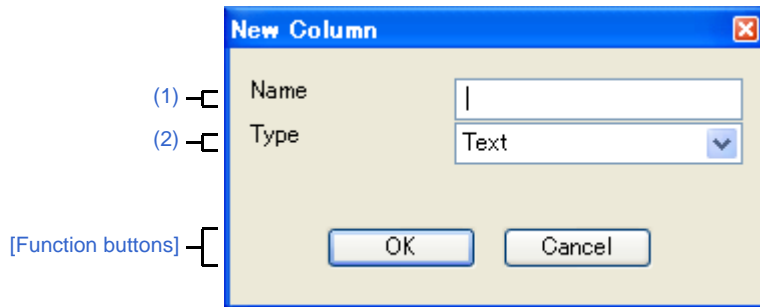 New Column
(1) Name
(2) Type Text
[Function buttons] OK Cancel